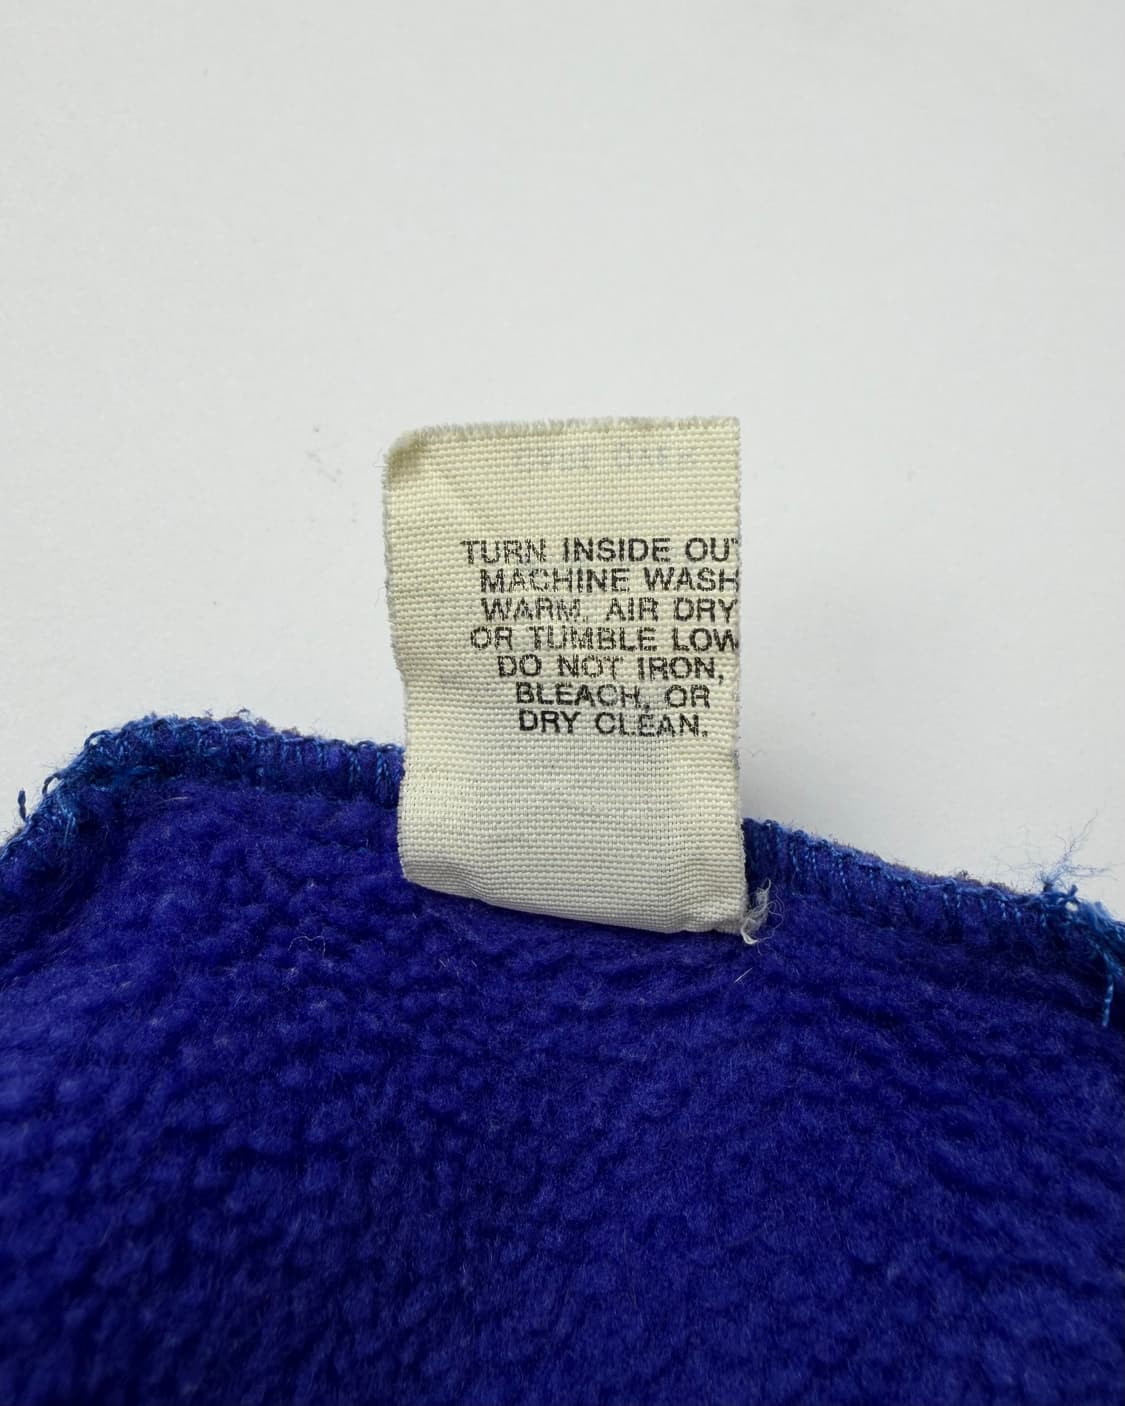 TURN INSIDE OUT
MACHINE WASH
WARM. AIR DRY
OR TUMBLE LOW
DO NOT IRON,
BLEACH, OR
DRY CLEAN.